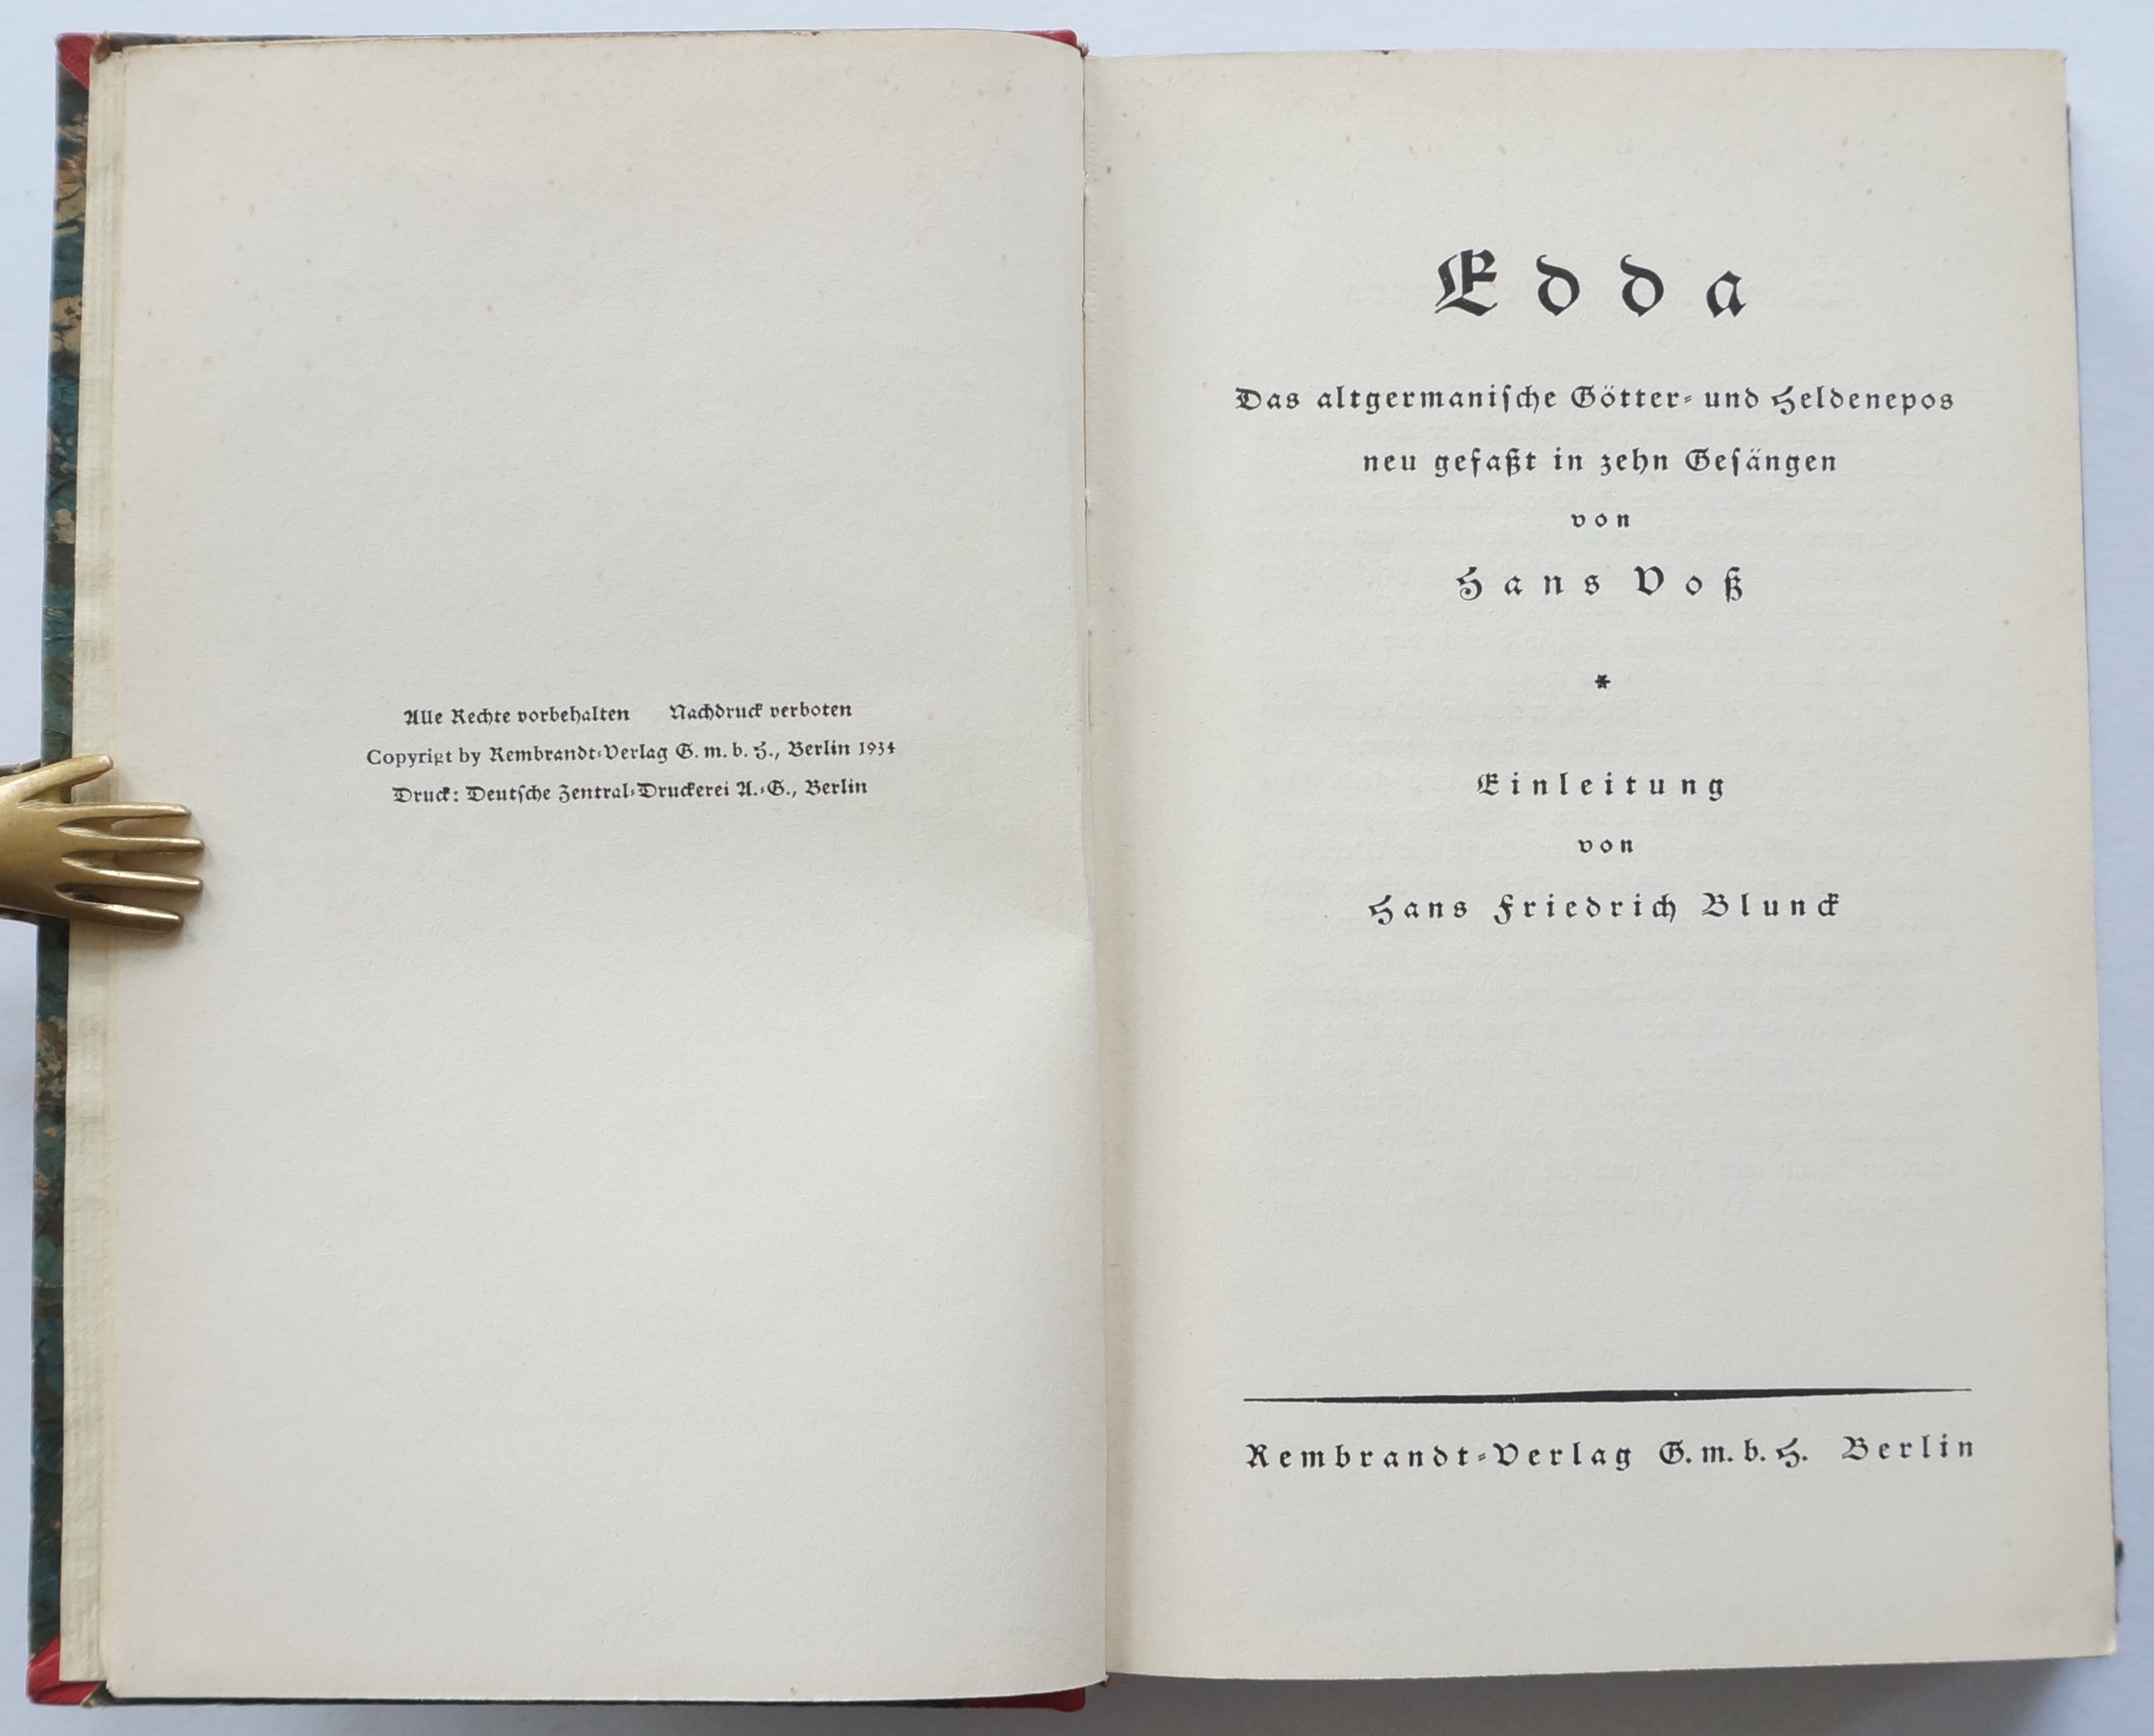 Alle Rechte vorbehalten Nachdruck verboten
Copyrigt by Rembrandt-Verlag G. m. b. H., Berlin 1934
Druck: Deutſche Zentral-Druckerei A.-G., Berlin
Edda
Das altgermaniſche Götter- und Heldenepos
neu gefaßt in zehn Geſängen
von
Hans Voß
*
Einleitung
von
Hans Friedrich Blunck
Rembrandt-Verlag G. m. b. H. Berlin